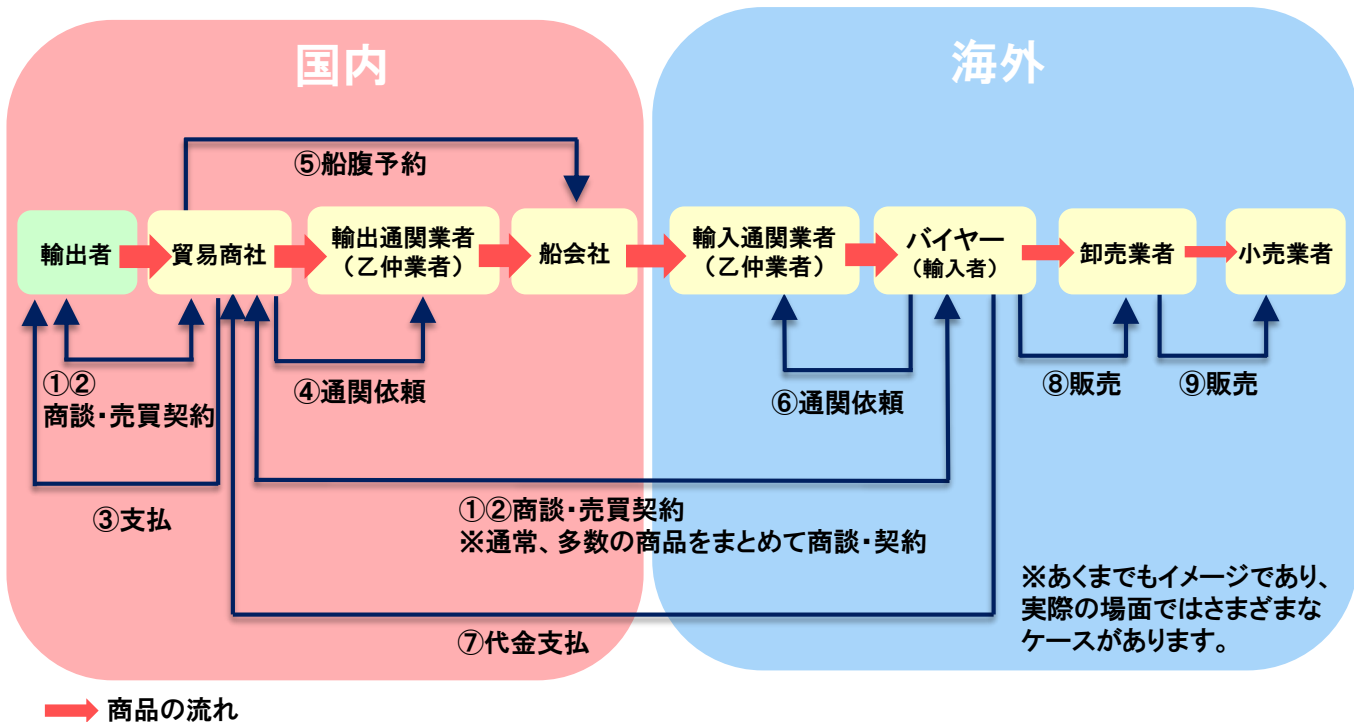 国内
海外
⑤船腹予約
輸出者
貿易商社
輸出通関業者
（乙仲業者）
船会社
輸入通関業者
（乙仲業者）
バイヤー
（輸入者）
卸売業者
小売業者
①②
商談・売買契約
④通関依頼
⑥通関依頼
⑧販売
⑨販売
③支払
①②商談・売買契約
※通常、多数の商品をまとめて商談・契約
⑦代金支払
※あくまでもイメージであり、
実際の場面ではさまざまな
ケースがあります。
商品の流れ